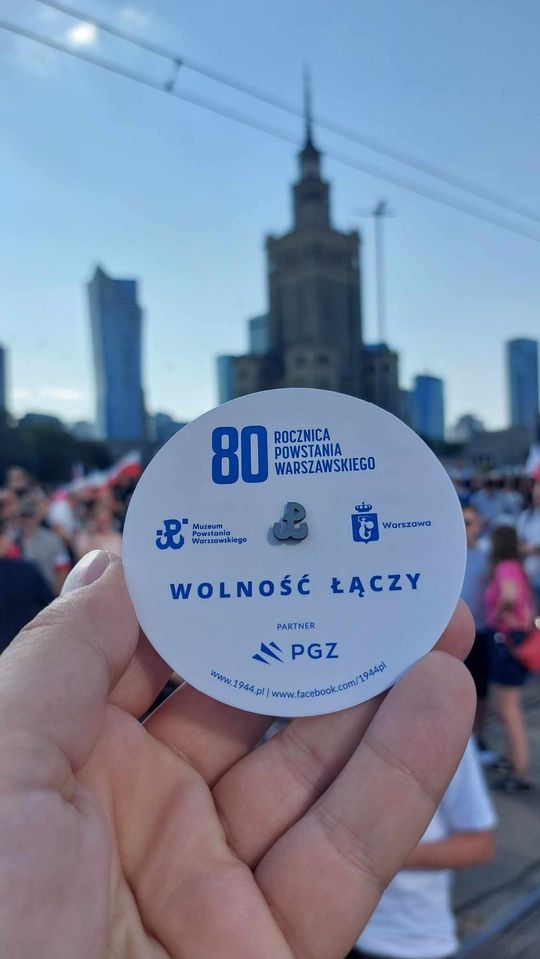 80 ROCZNICA
POWSTANIA
WARSZAWSKIEGO
Muzeum
Powstania
Warszawskiego
Warszawa
WOLNOŚĆ ŁĄCZY
PARTNER
PGZ
www.1944.pl | www.facebook.com/1944pl